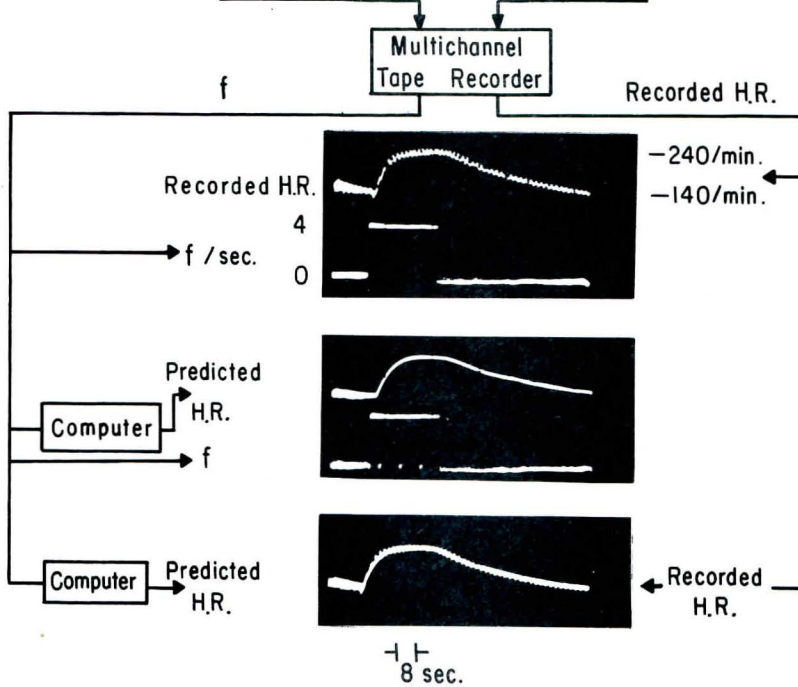 Multichannel
Tape Recorder
f
Recorded H.R.
Recorded H.R.
-240/min.
-140/min.
4
f /sec.
0
Predicted
H.R.
Computer
f
Computer
Predicted
H.R.
Recorded
H.R.
8 sec.